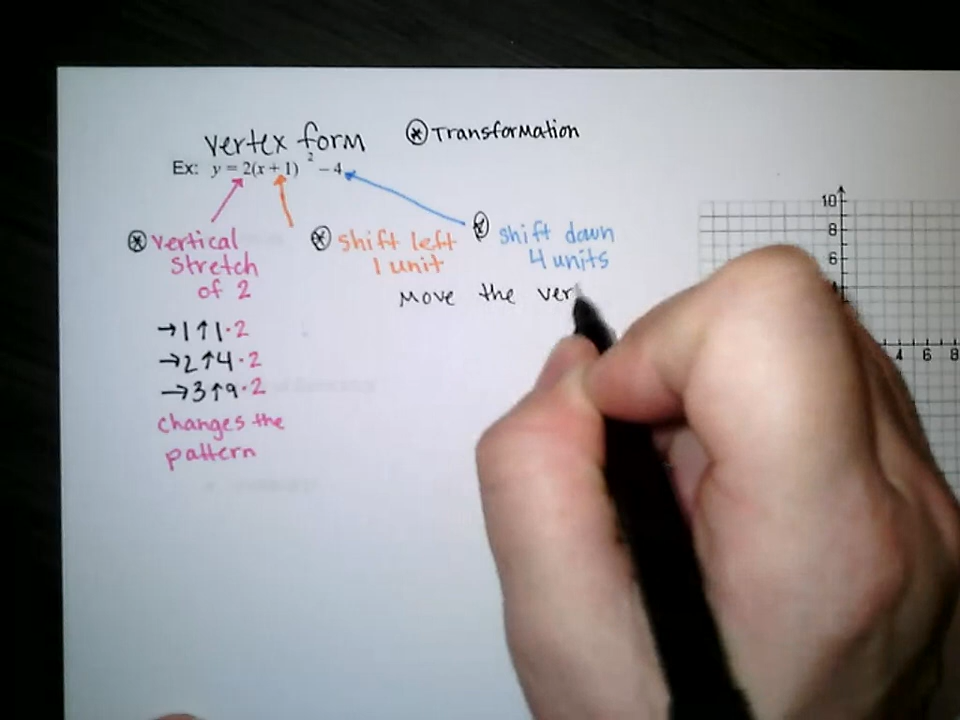 vertex form
⊛ Transformation
Ex: y = 2(x + 1)² − 4
⊛ vertical
stretch
of 2
⊛ shift left
1 unit
shift down
4 units
Move the ver
→1↑1·2
→2↑4·2
→3↑9·2
changes the
pattern
10
8
6
4 6 8